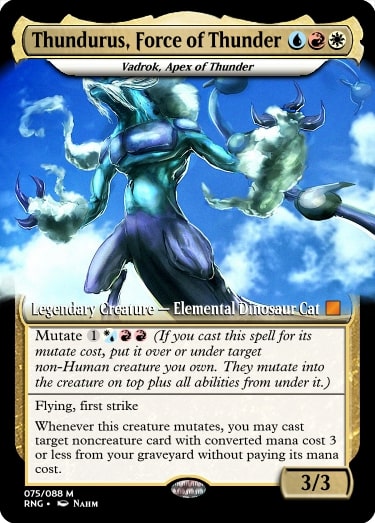 Thundurus, Force of Thunder
Vadrok, Apex of Thunder
Legendary Creature — Elemental Dinosaur Cat
Mutate 1 (If you cast this spell for its
mutate cost, put it over or under target
non-Human creature you own. They mutate into
the creature on top plus all abilities from under it.)
Flying, first strike
Whenever this creature mutates, you may cast
target noncreature card with converted mana cost 3
or less from your graveyard without paying its mana
cost.
3/3
075/088 M
RNG • Nahm